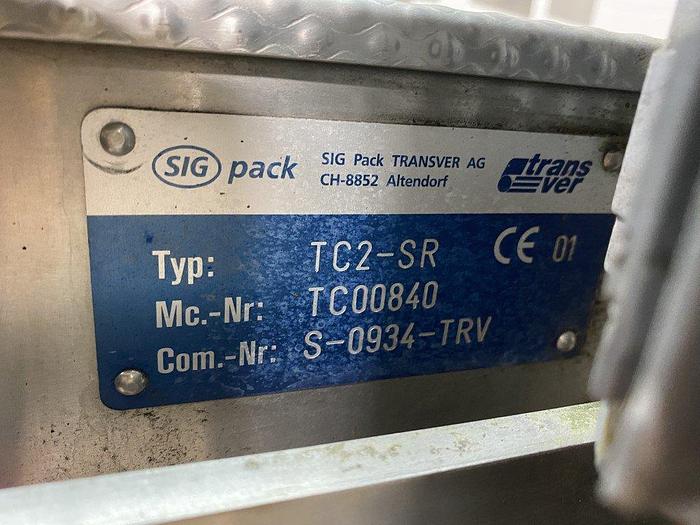 SIG pack
SIG Pack TRANSVER AG
CH-8852 Altendorf
trans
ver
Typ: TC2-SR CE 01
Mc.-Nr: TC00840
Com.-Nr: S-0934-TRV